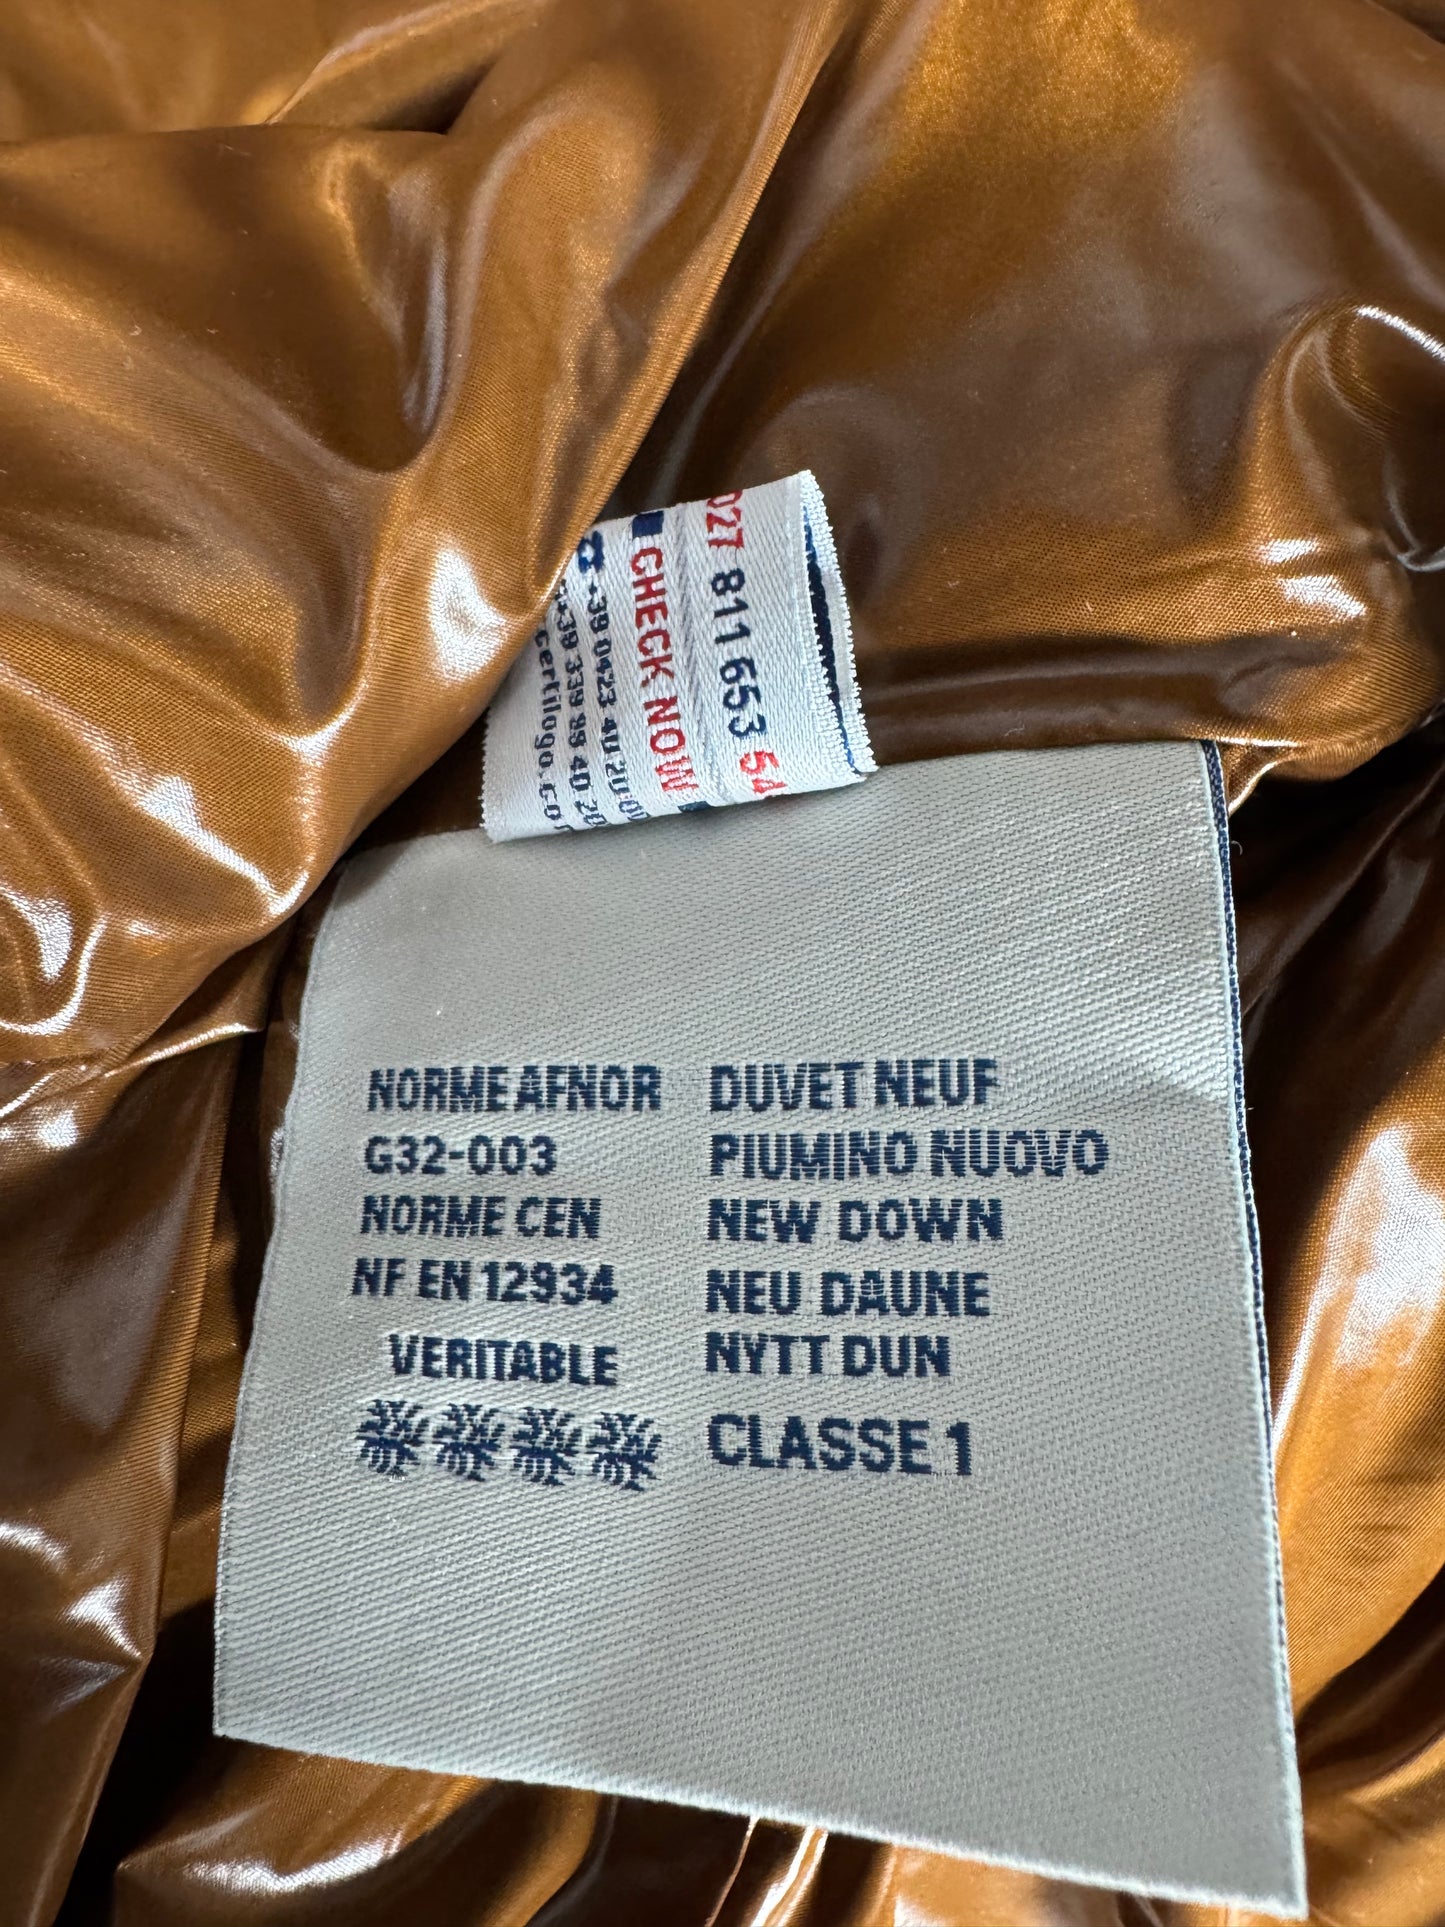 027 811 653 54
CHECK NOW
+39 0423 40 20 00
+39 339 99 40 20
certilogo.co
NORME AFNOR
G32-003
NORME CEN
NF EN 12934
VERITABLE
DUVET NEUF
PIUMINO NUOVO
NEW DOWN
NEU DAUNE
NYTT DUN
CLASSE 1